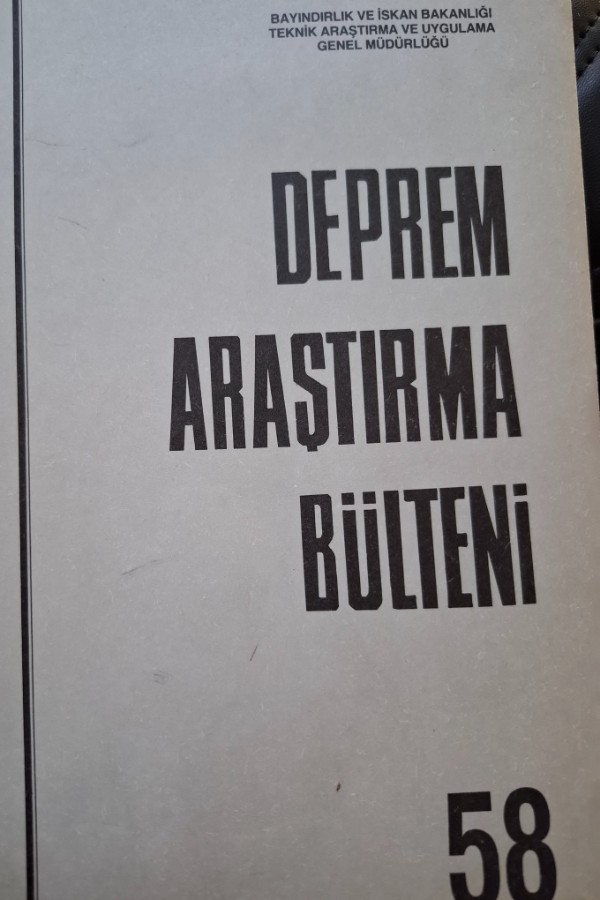 BAYINDIRLIK VE İSKAN BAKANLIĞI
TEKNİK ARAŞTIRMA VE UYGULAMA
GENEL MÜDÜRLÜĞÜ
DEPREM
ARAŞTIRMA
BÜLTENİ
58